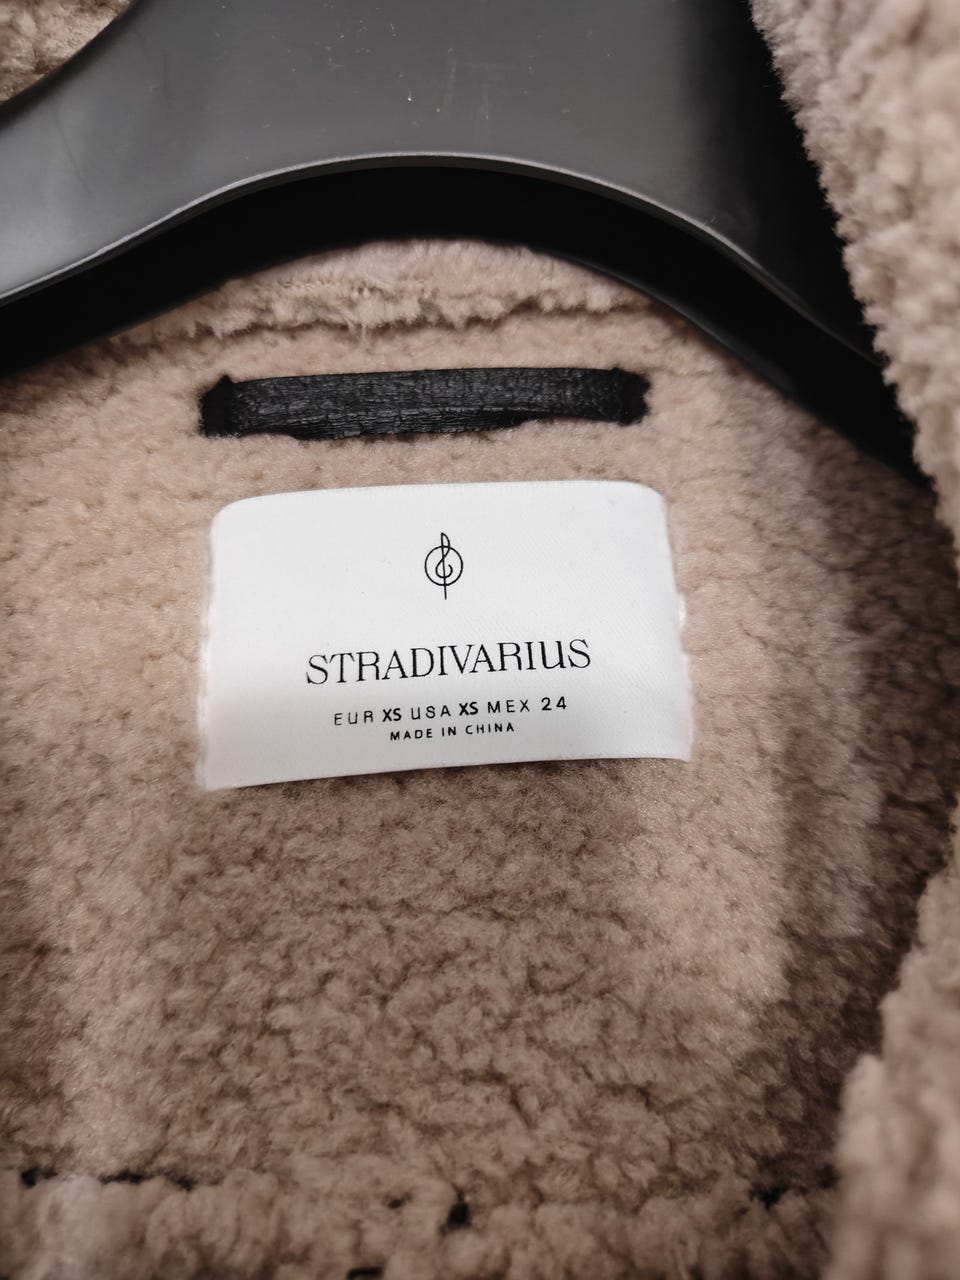 STRADIVARIUS
EUR XS USA XS MEX 24
MADE IN CHINA